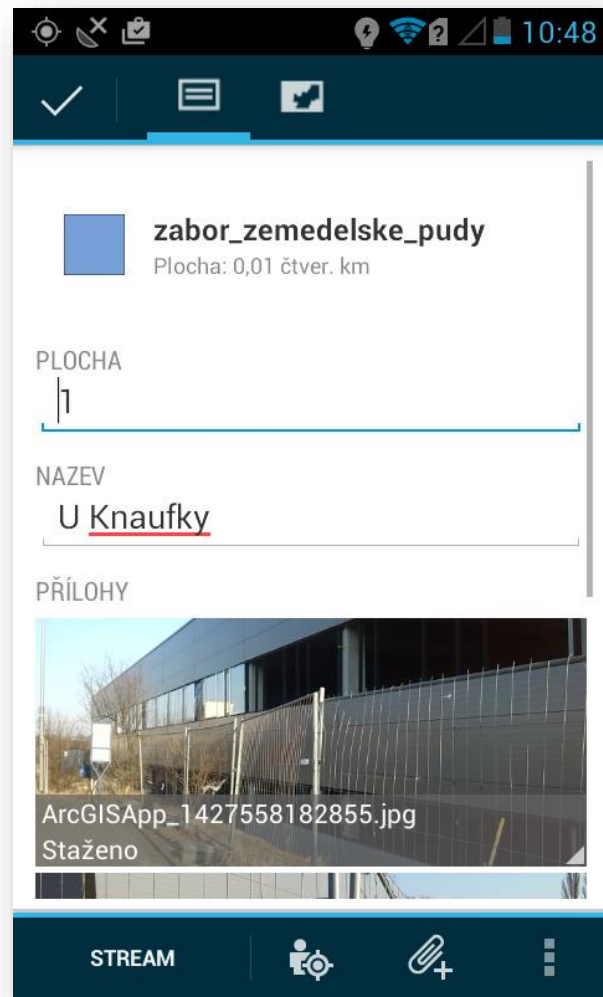 10:48
zabor_zemedelske_pudy
Plocha: 0,01 čtver. km
PLOCHA
1
NAZEV
U Knaufky
PŘÍLOHY
ArcGISApp_1427558182855.jpg
Staženo
STREAM